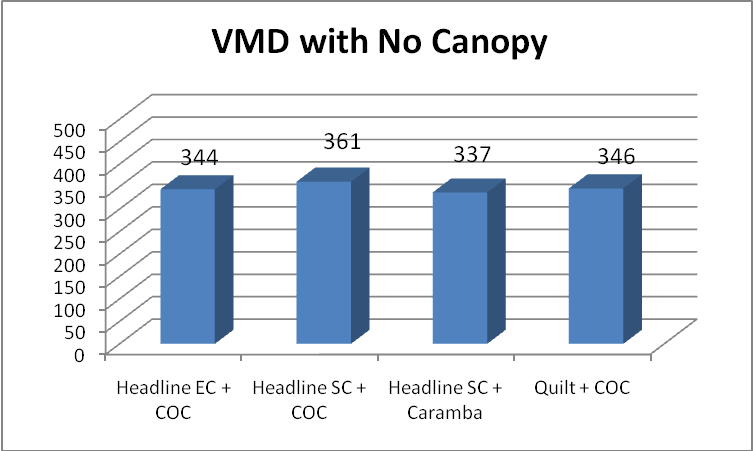 VMD with No Canopy
500
450
400
350
300
250
200
150
100
50
0
344
361
337
346
Headline EC +
COC
Headline SC +
COC
Headline SC +
Caramba
Quilt + COC